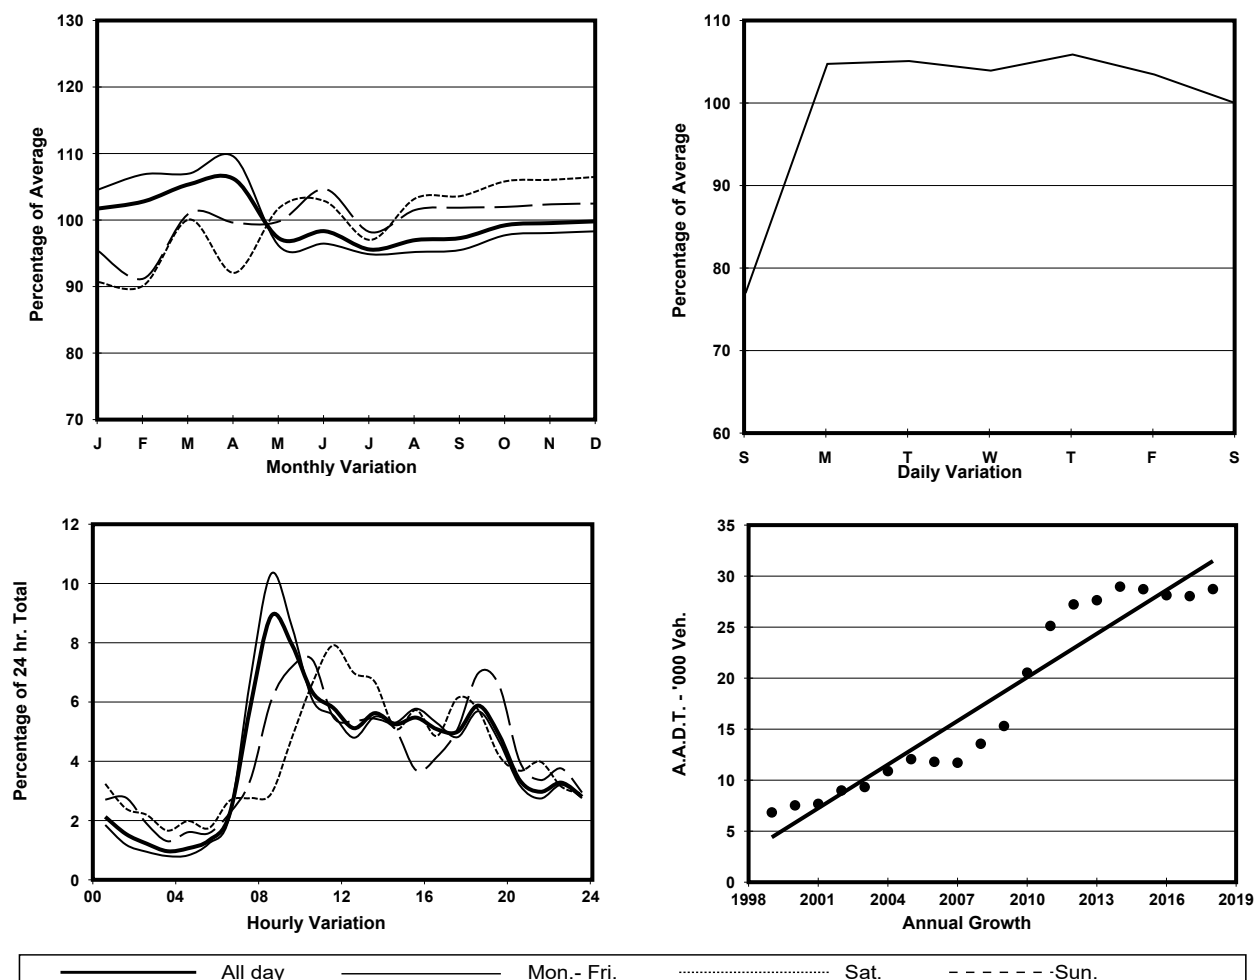 130
120
110
100
90
80
70
Percentage of Average
J F M A M J J A S O N D
Monthly Variation
110
100
90
80
70
60
Percentage of Average
S M T W T F S
Daily Variation
12
10
8
6
4
2
0
Percentage of 24 hr. Total
00 04 08 12 16 20 24
Hourly Variation
35
30
25
20
15
10
5
0
A.A.D.T. - '000 Veh.
1998 2001 2004 2007 2010 2013 2016 2019
Annual Growth
All day Mon.- Fri. Sat. Sun.